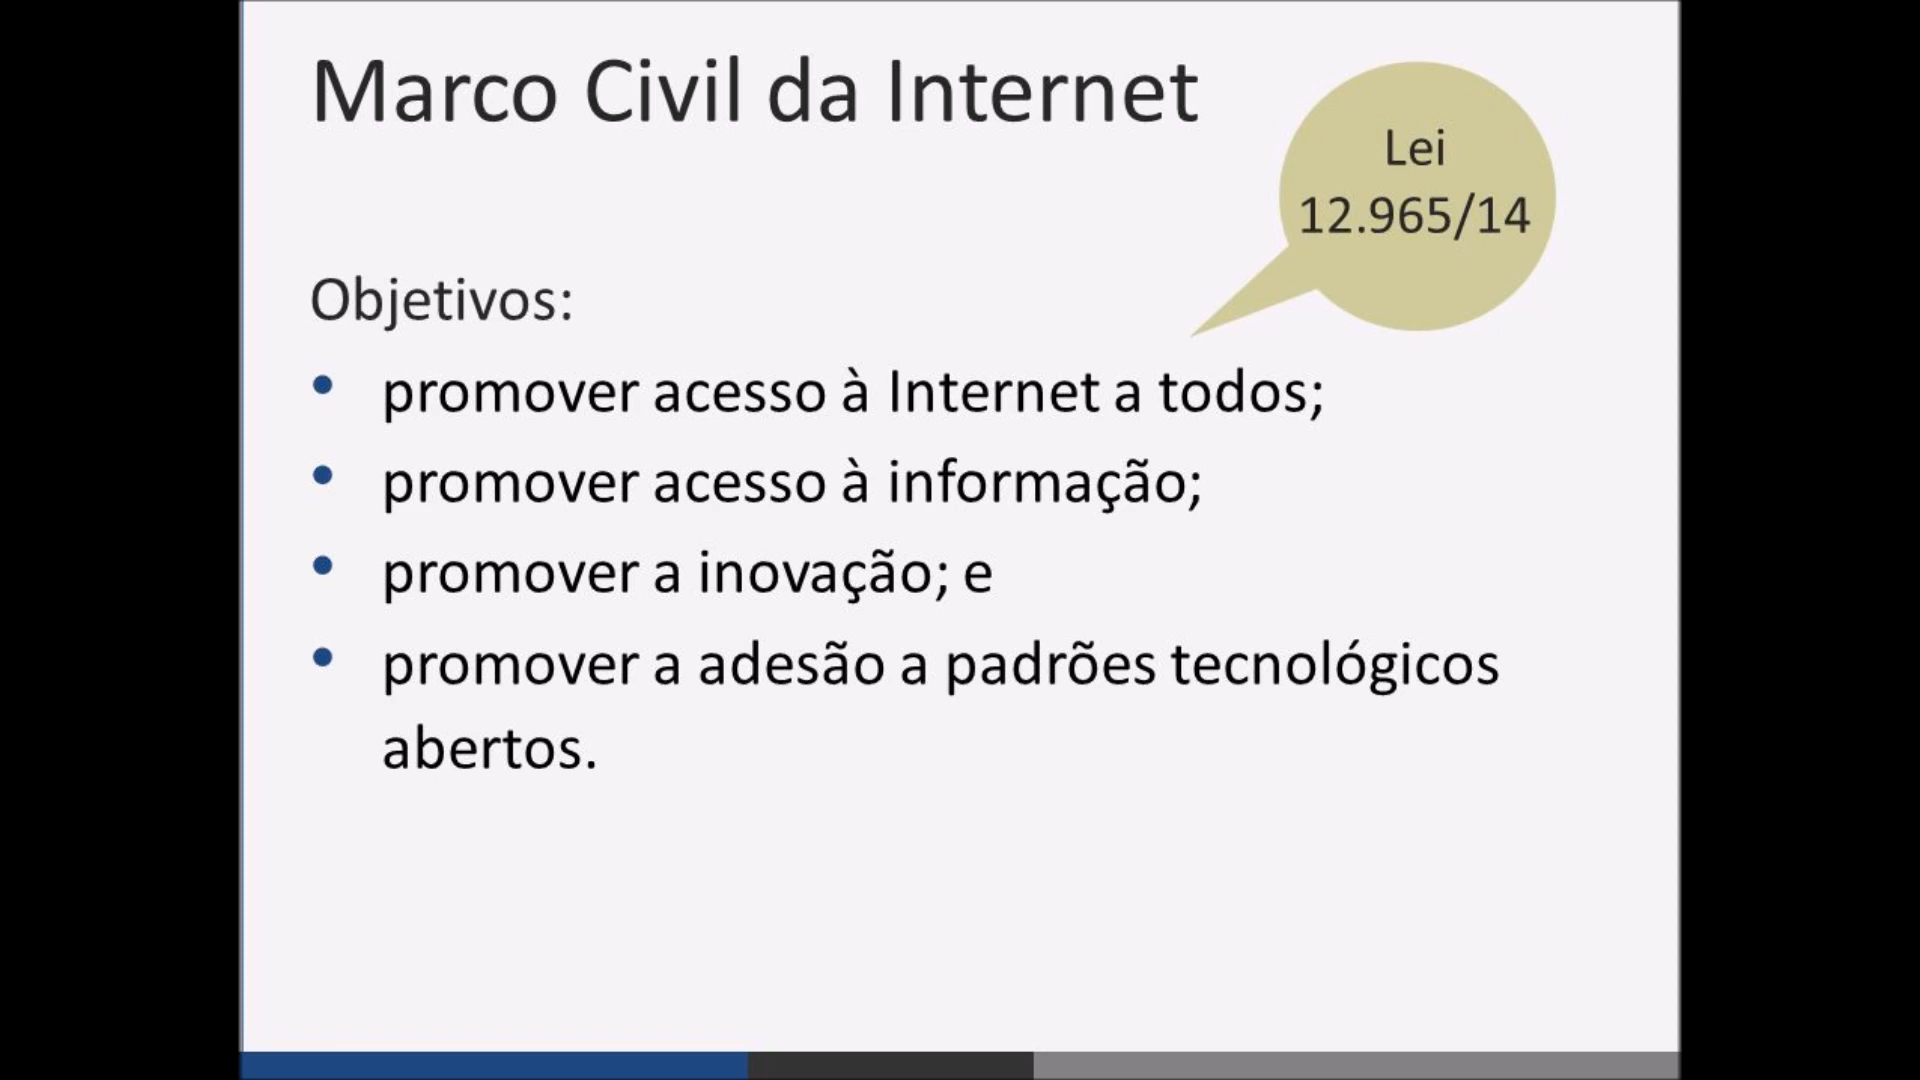 Marco Civil da Internet
Lei
12.965/14
Objetivos:
• promover acesso à Internet a todos;
• promover acesso à informação;
• promover a inovação; e
• promover a adesão a padrões tecnológicos
abertos.